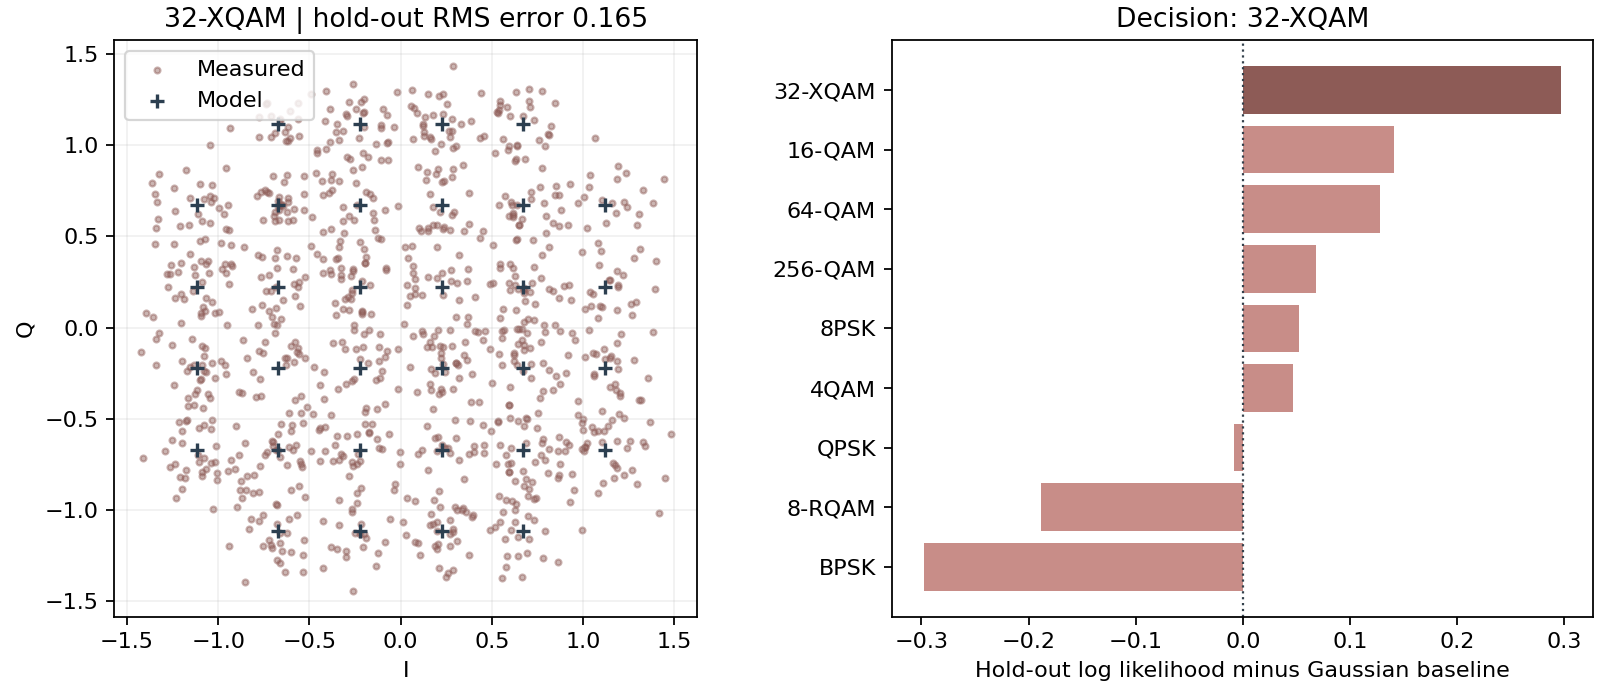 32-XQAM | hold-out RMS error 0.165
Measured
Model
1.5
1.0
0.5
0.0
−0.5
−1.0
−1.5
Q
−1.5
−1.0
−0.5
0.0
0.5
1.0
1.5
I
Decision: 32-XQAM
32-XQAM
16-QAM
64-QAM
256-QAM
8PSK
4QAM
QPSK
8-RQAM
BPSK
−0.3
−0.2
−0.1
0.0
0.1
0.2
0.3
Hold-out log likelihood minus Gaussian baseline